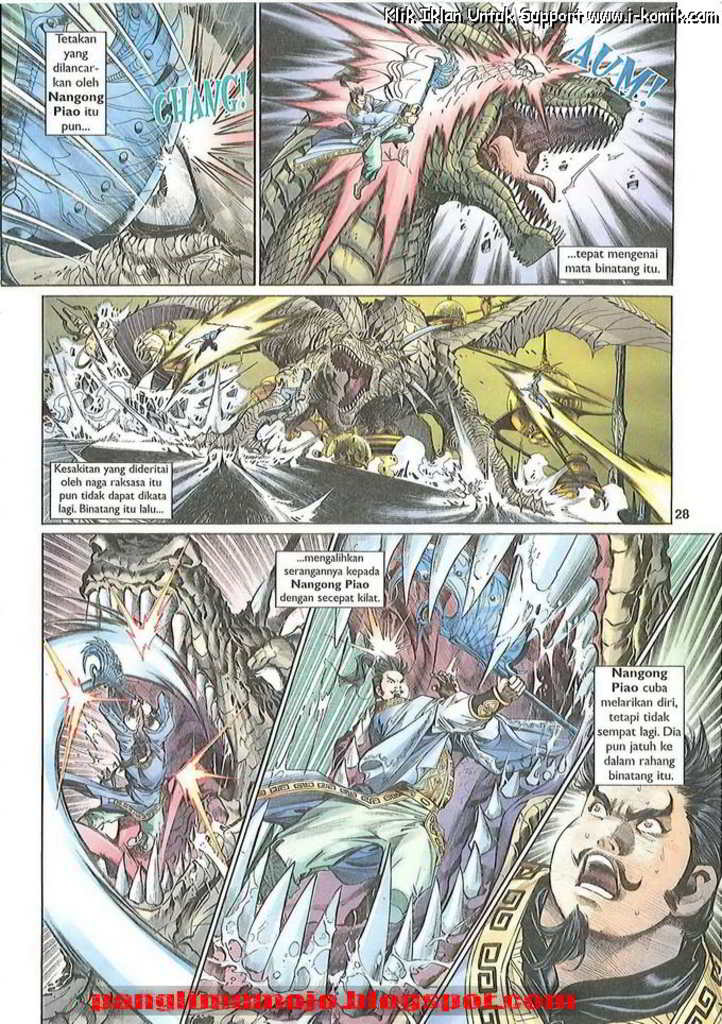 Klik Iklan Untuk Support www.i-komik.com
Tetakan
yang
dilancar-
kan oleh
Nangong
Piao itu
pun...
CHANG!
AUM!
...tepat mengenai
mata binatang itu.
Kesakitan yang dideritai
oleh naga raksasa itu
pun tidak dapat dikata
lagi. Binatang itu lalu...
28
...mengalihkan
serangannya kepada
Nangong Piao
dengan secepat kilat.
Nangong
Piao cuba
melarikan diri,
tetapi tidak
sempat lagi. Dia
pun jatuh ke
dalam rahang
binatang itu.
panglimaanojo.blogspot.com